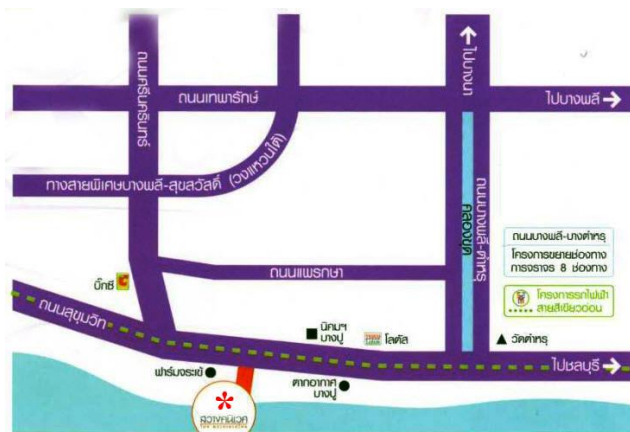 ไปบางนา
ถนนศรีนครินทร์
ถนนเทพารักษ์
ไปบางพลี
ทางสายพิเศษบางพลี-สุขสวัสดิ์ (วงแหวนใต้)
ถนนบางพลี-ตำหรุ
ถนนบางพลี-บางตำหรุ
โครงการขยายช่องทาง
การจราจร 8 ช่องทาง
ถนนแพรกษา
บิ๊กซี
โครงการรถไฟฟ้า
สายสีเขียวอ่อน
ถนนสุขุมวิท
นิคมฯ
บางปู
โลตัส
วัดตำหรุ
ไปชลบุรี
ฟาร์มจระเข้
ตากอากาศ
บางปู
สวางคนิเวศ